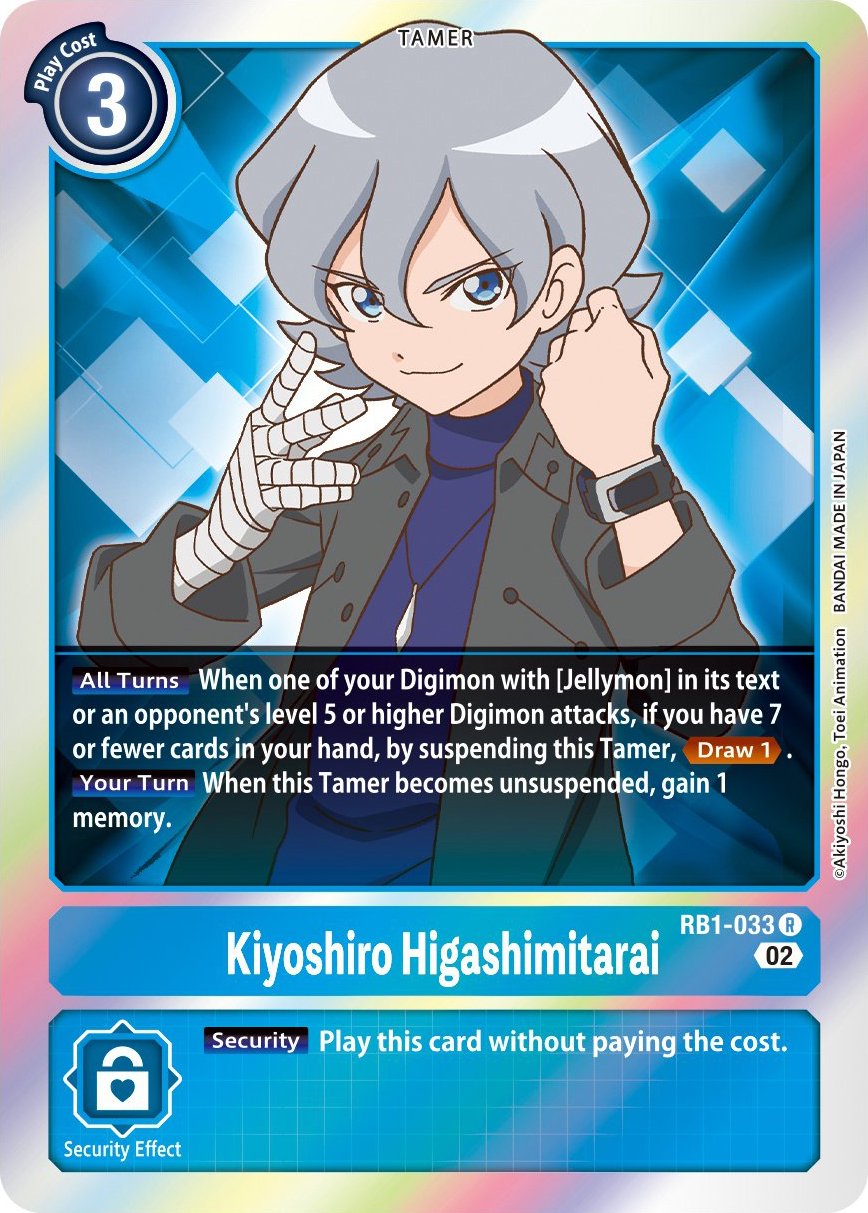 TAMER
Play Cost
3
All Turns When one of your Digimon with [Jellymon] in its text
or an opponent's level 5 or higher Digimon attacks, if you have 7
or fewer cards in your hand, by suspending this Tamer, Draw 1 .
Your Turn When this Tamer becomes unsuspended, gain 1
memory.
©Akiyoshi Hongo, Toei Animation BANDAI MADE IN JAPAN
RB1-033 R
Kiyoshiro Higashimitarai
02
Security Play this card without paying the cost.
Security Effect